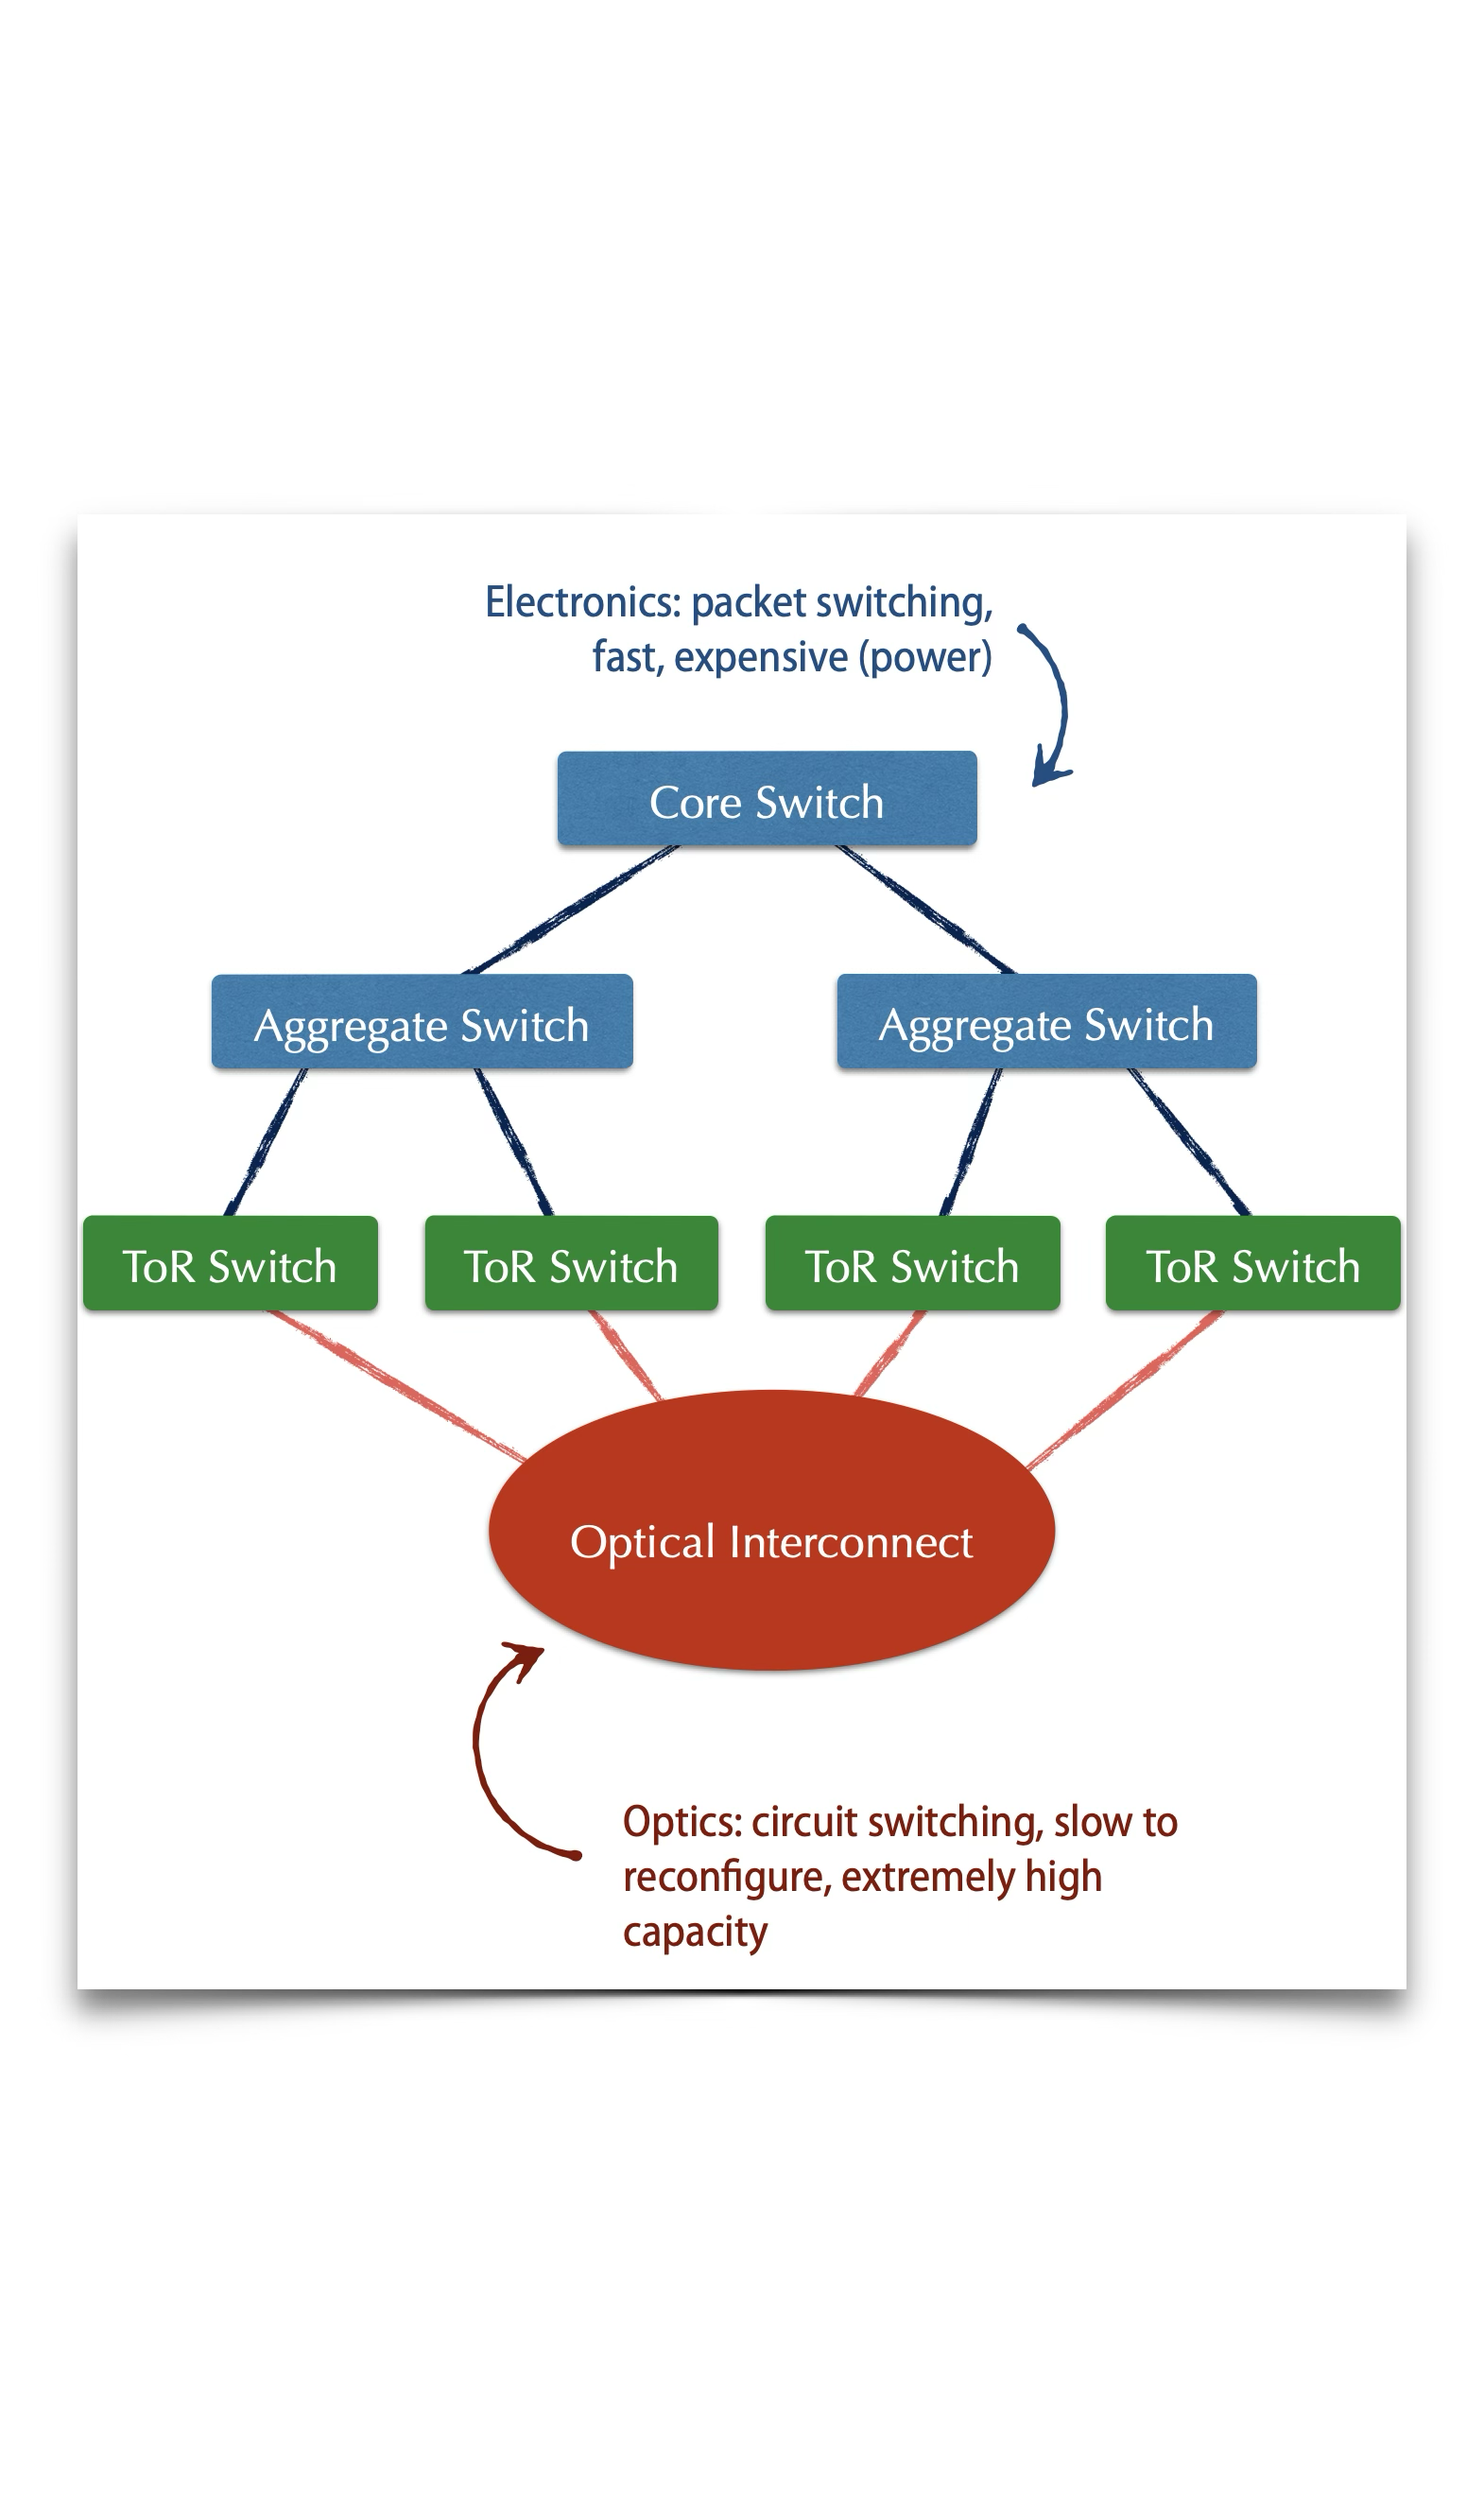 Electronics: packet switching,
fast, expensive (power)
Core Switch
Aggregate Switch
Aggregate Switch
ToR Switch
ToR Switch
ToR Switch
ToR Switch
Optical Interconnect
Optics: circuit switching, slow to
reconfigure, extremely high
capacity